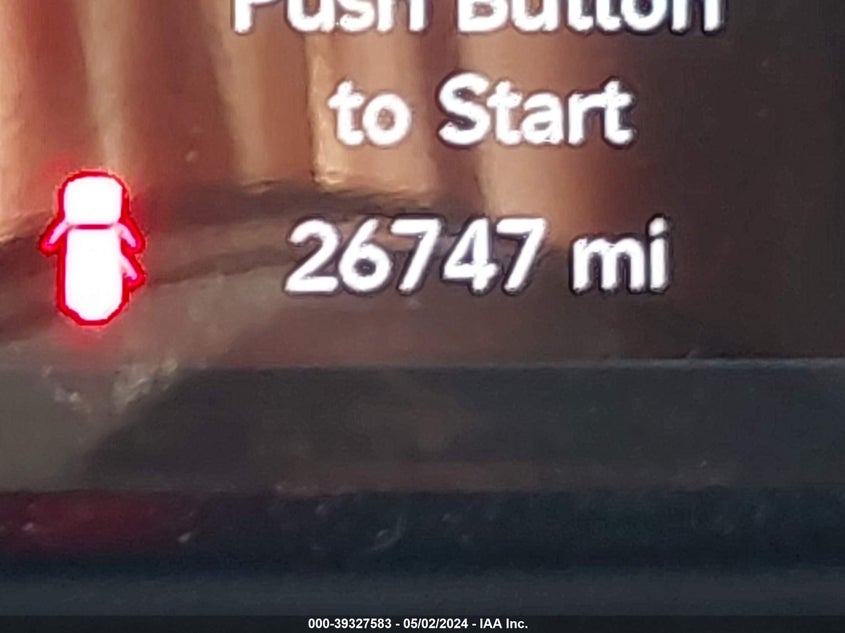 Push Button
to Start
26747 mi
000-39327583 - 05/02/2024 - IAA Inc.